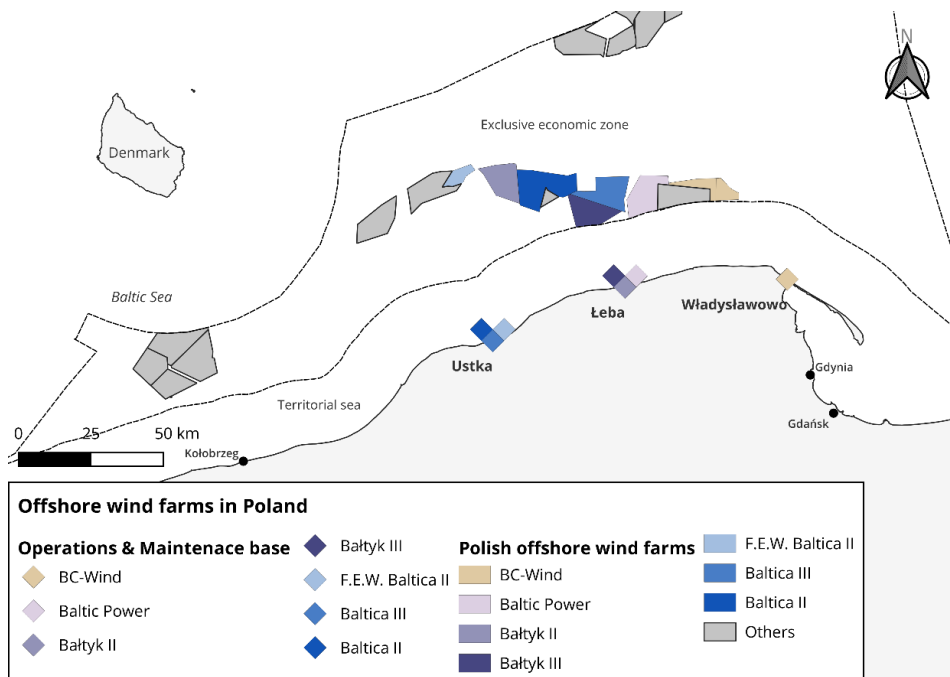 N
Exclusive economic zone
Denmark
Baltic Sea
Łeba
Władysławowo
Ustka
Gdynia
Territorial sea
Gdańsk
0 25 50 km
Kołobrzeg
Offshore wind farms in Poland
Operations & Maintenace base
BC-Wind
Baltic Power
Bałtyk II
Bałtyk III
F.E.W. Baltica II
Baltica III
Baltica II
Polish offshore wind farms
BC-Wind
Baltic Power
Bałtyk II
Bałtyk III
F.E.W. Baltica II
Baltica III
Baltica II
Others